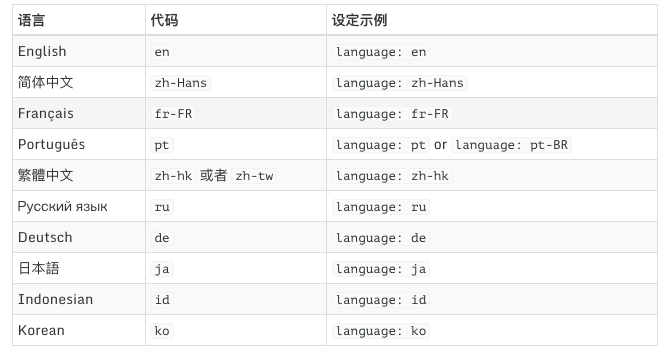 语言 代码 设定示例
English en language: en
简体中文 zh-Hans language: zh-Hans
Français fr-FR language: fr-FR
Português pt language: pt or language: pt-BR
繁體中文 zh-hk 或者 zh-tw language: zh-hk
Русский язык ru language: ru
Deutsch de language: de
日本語 ja language: ja
Indonesian id language: id
Korean ko language: ko